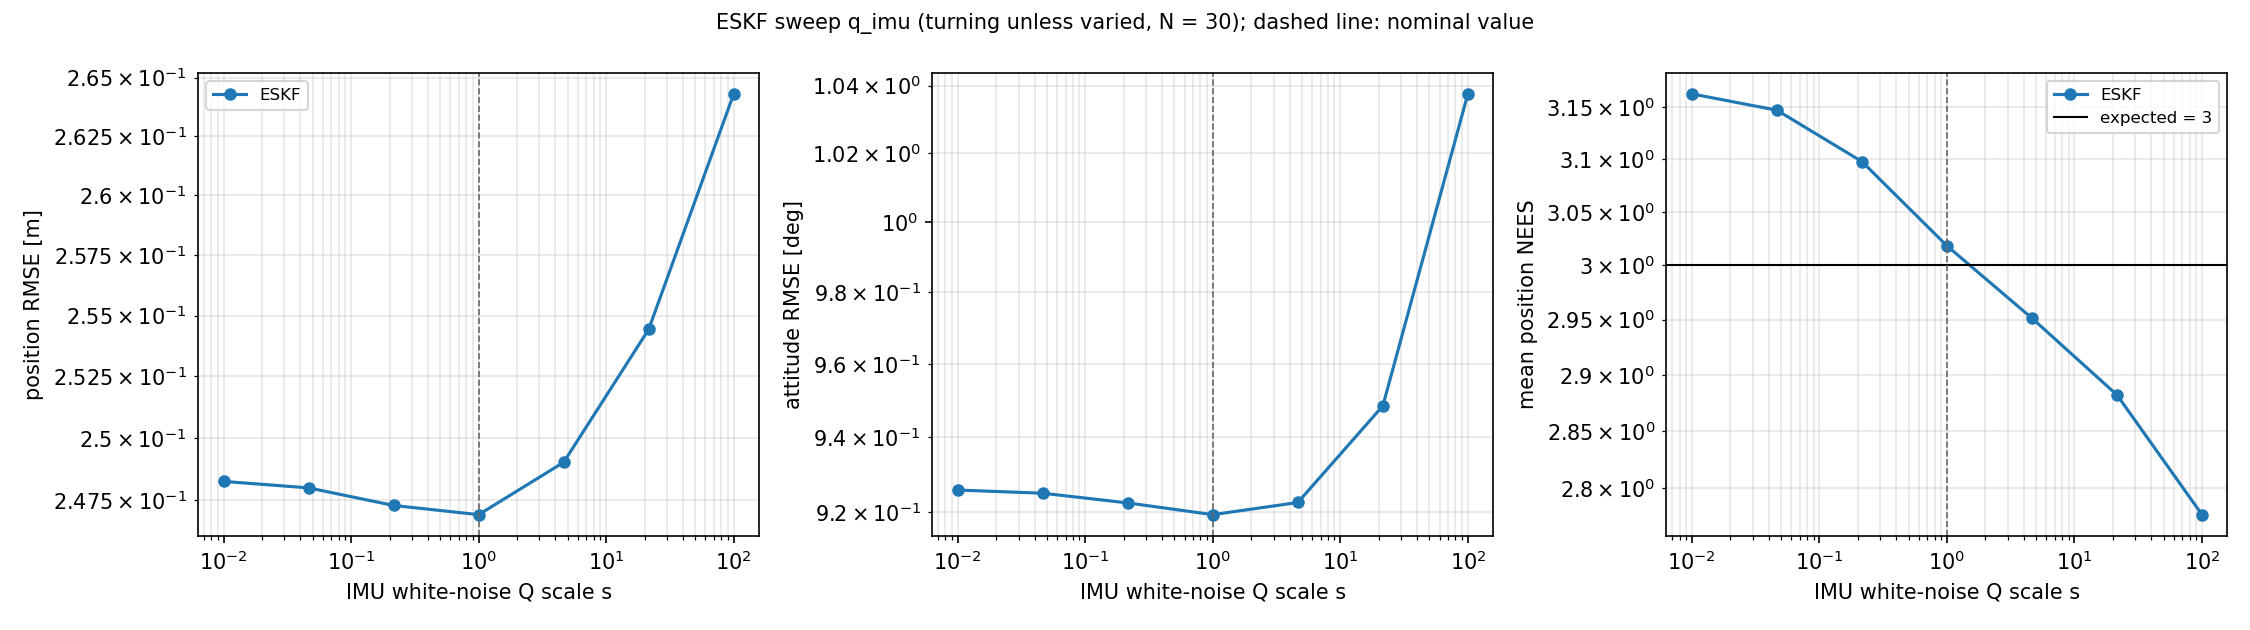 ESKF sweep q_imu (turning unless varied, N = 30); dashed line: nominal value
position RMSE [m]
2.65 × 10⁻¹
2.625 × 10⁻¹
2.6 × 10⁻¹
2.575 × 10⁻¹
2.55 × 10⁻¹
2.525 × 10⁻¹
2.5 × 10⁻¹
2.475 × 10⁻¹
ESKF
10⁻² 10⁻¹ 10⁰ 10¹ 10²
IMU white-noise Q scale s
attitude RMSE [deg]
1.04 × 10⁰
1.02 × 10⁰
10⁰
9.8 × 10⁻¹
9.6 × 10⁻¹
9.4 × 10⁻¹
9.2 × 10⁻¹
10⁻² 10⁻¹ 10⁰ 10¹ 10²
IMU white-noise Q scale s
mean position NEES
3.15 × 10⁰
3.1 × 10⁰
3.05 × 10⁰
3 × 10⁰
2.95 × 10⁰
2.9 × 10⁰
2.85 × 10⁰
2.8 × 10⁰
ESKF
expected = 3
10⁻² 10⁻¹ 10⁰ 10¹ 10²
IMU white-noise Q scale s